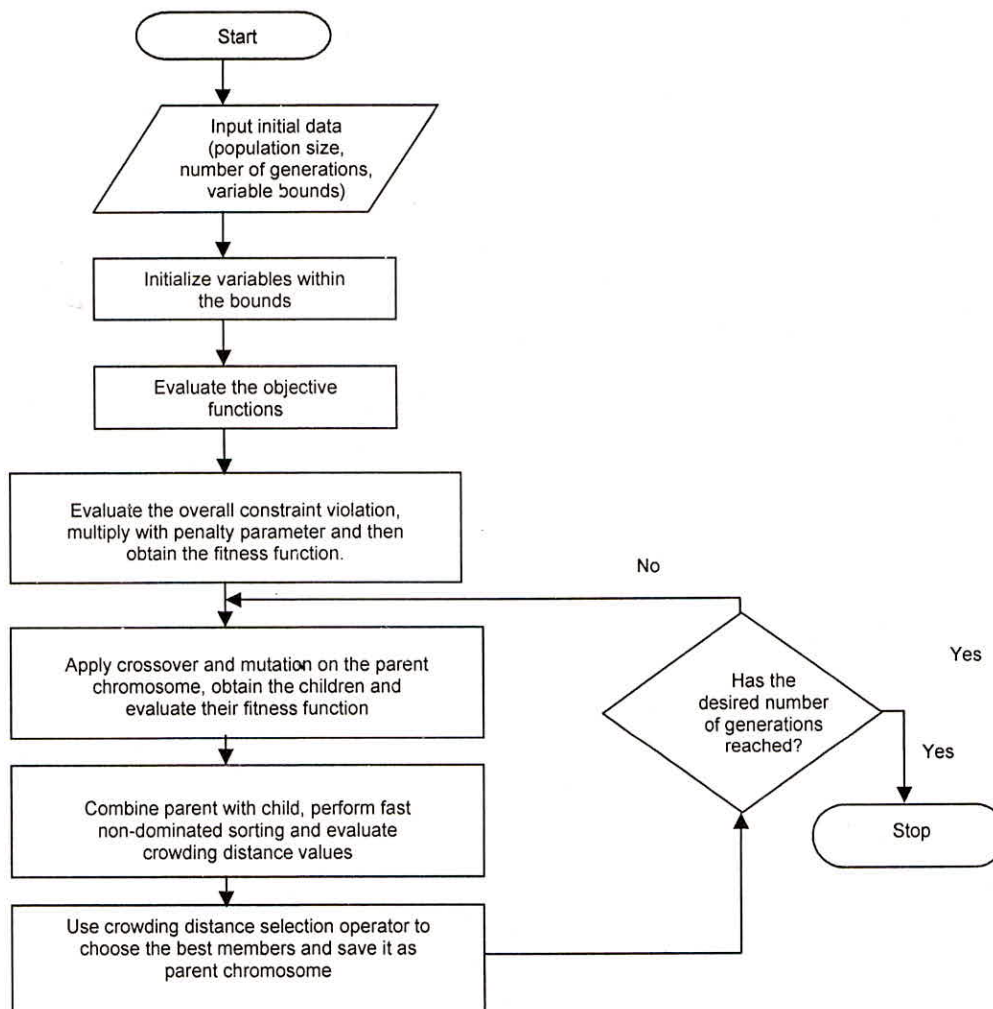 Start
Input initial data
(population size,
number of generations,
variable bounds)
Initialize variables within
the bounds
Evaluate the objective
functions
Evaluate the overall constraint violation,
multiply with penalty parameter and then
obtain the fitness function.
No
Apply crossover and mutation on the parent
chromosome, obtain the children and
evaluate their fitness function
Has the
desired number
of generations
reached?
Yes
Yes
Combine parent with child, perform fast
non-dominated sorting and evaluate
crowding distance values
Stop
Use crowding distance selection operator to
choose the best members and save it as
parent chromosome